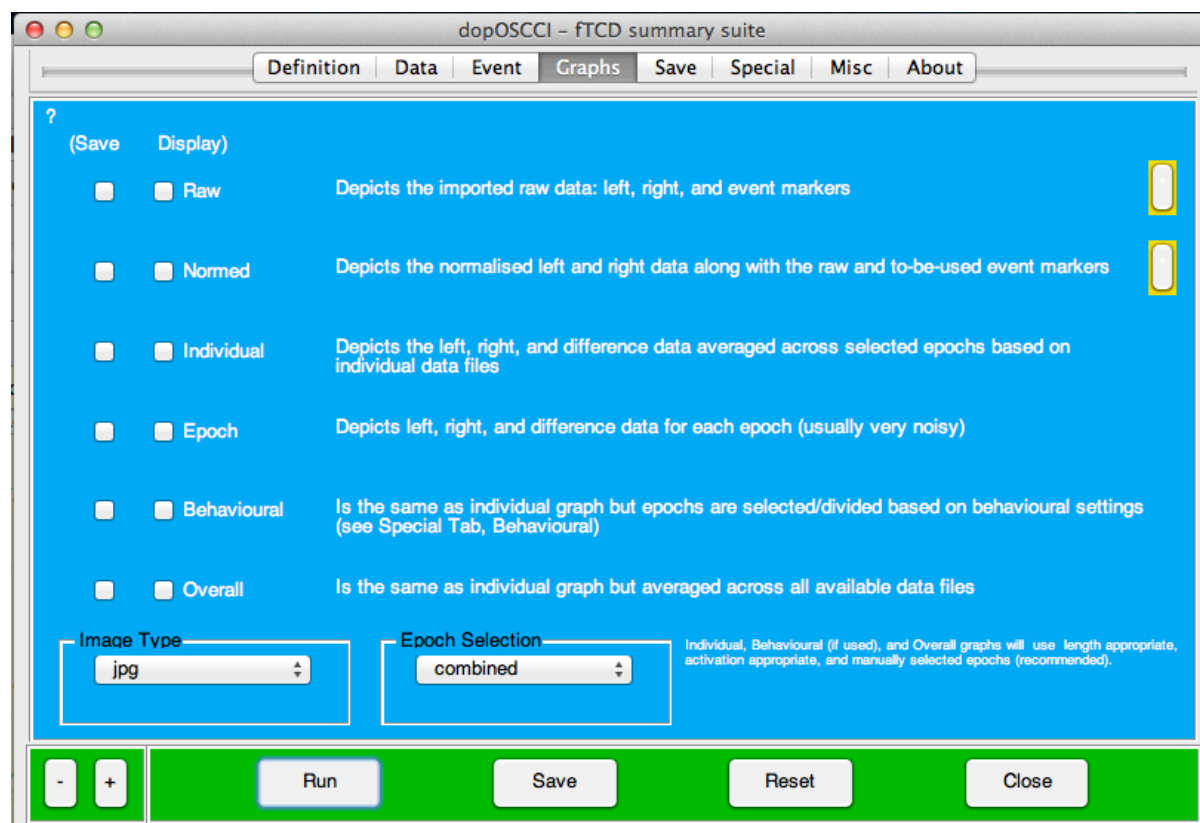 dopOSCCI - fTCD summary suite
Definition Data Event Graphs Save Special Misc About
?
(Save Display)
Raw Depicts the imported raw data: left, right, and event markers
Normed Depicts the normalised left and right data along with the raw and to-be-used event markers
Individual Depicts the left, right, and difference data averaged across selected epochs based on
individual data files
Epoch Depicts left, right, and difference data for each epoch (usually very noisy)
Behavioural Is the same as individual graph but epochs are selected/divided based on behavioural settings
(see Special Tab, Behavioural)
Overall Is the same as individual graph but averaged across all available data files
Image Type Epoch Selection
jpg combined
Individual, Behavioural (if used), and Overall graphs will use length appropriate,
activation appropriate, and manually selected epochs (recommended).
- + Run Save Reset Close